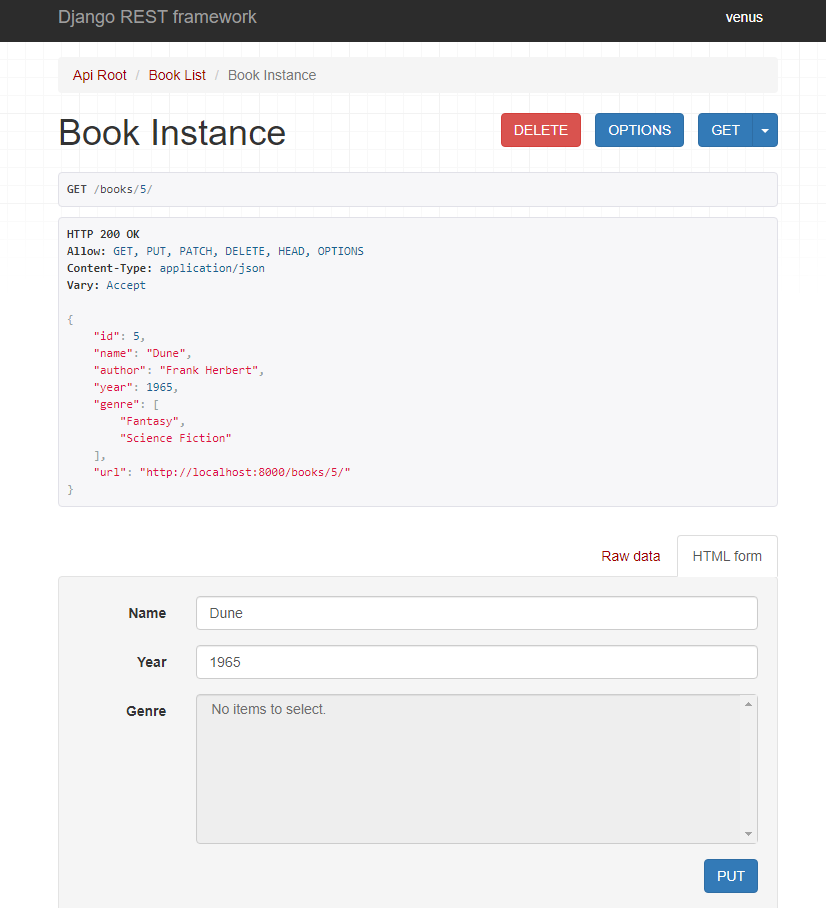 Django REST framework venus
Api Root / Book List / Book Instance
Book Instance DELETE OPTIONS GET
GET /books/5/
HTTP 200 OK
Allow: GET, PUT, PATCH, DELETE, HEAD, OPTIONS
Content-Type: application/json
Vary: Accept
{
    "id": 5,
    "name": "Dune",
    "author": "Frank Herbert",
    "year": 1965,
    "genre": [
        "Fantasy",
        "Science Fiction"
    ],
    "url": "http://localhost:8000/books/5/"
}
Raw data HTML form
Name Dune
Year 1965
Genre No items to select.
PUT